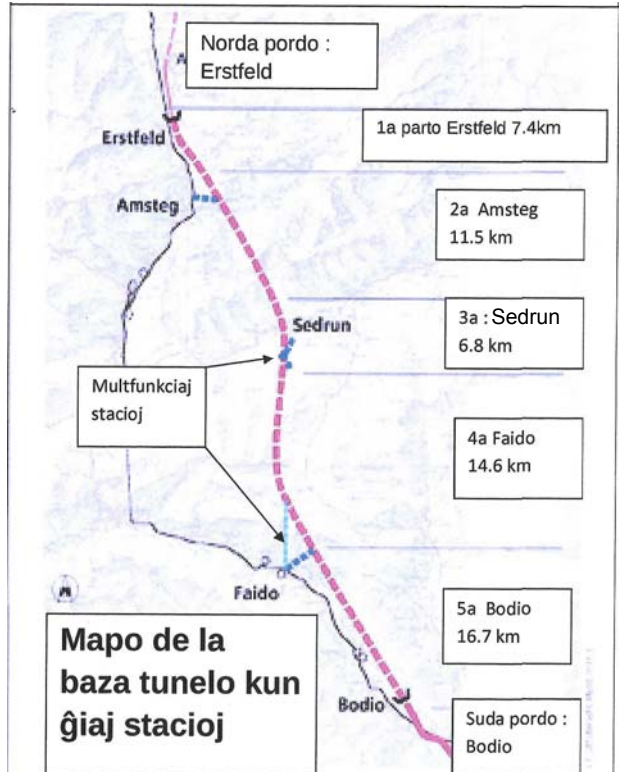 Norda pordo :
Erstfeld
1a parto Erstfeld 7.4km
Erstfeld
Amsteg
2a Amsteg
11.5 km
Sedrun
3a : Sedrun
6.8 km
Multfunkciaj
stacioj
4a Faido
14.6 km
Faido
5a Bodio
16.7 km
Mapo de la
baza tunelo kun
ĝiaj stacioj
Bodio
Suda pordo :
Bodio